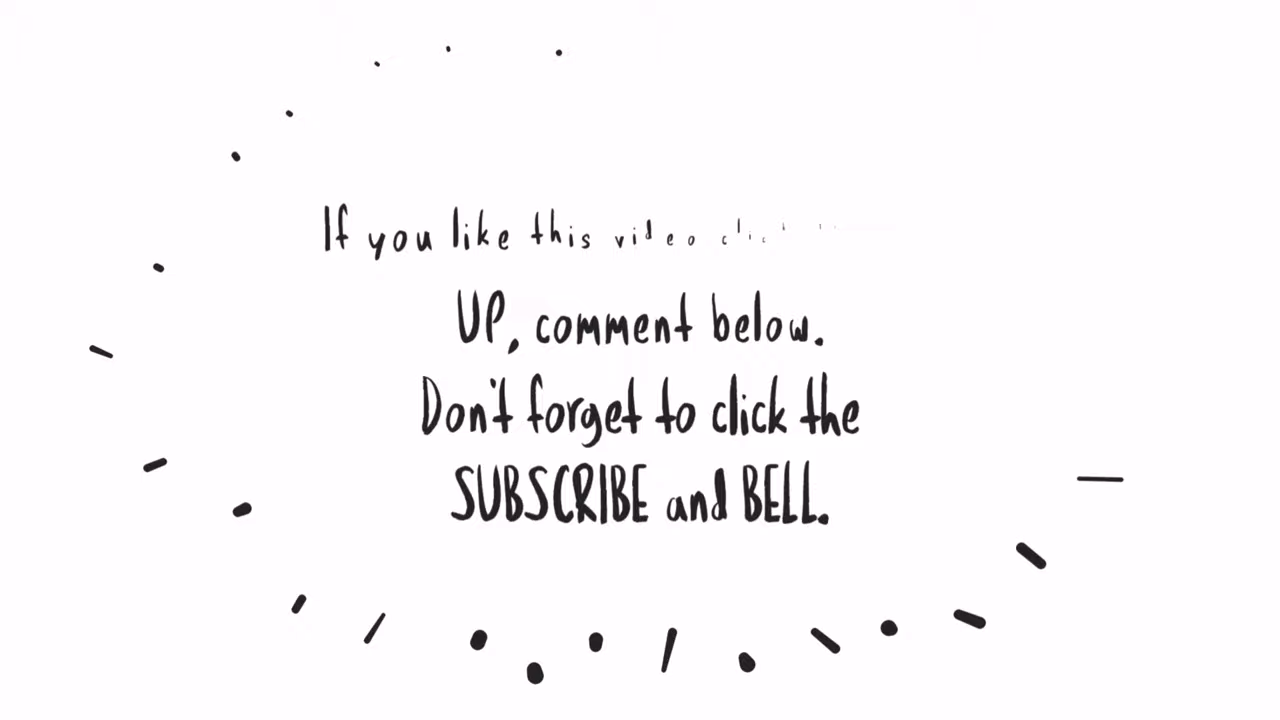 If you like this video
UP, comment below.
Don't forget to click the
SUBSCRIBE and BELL.